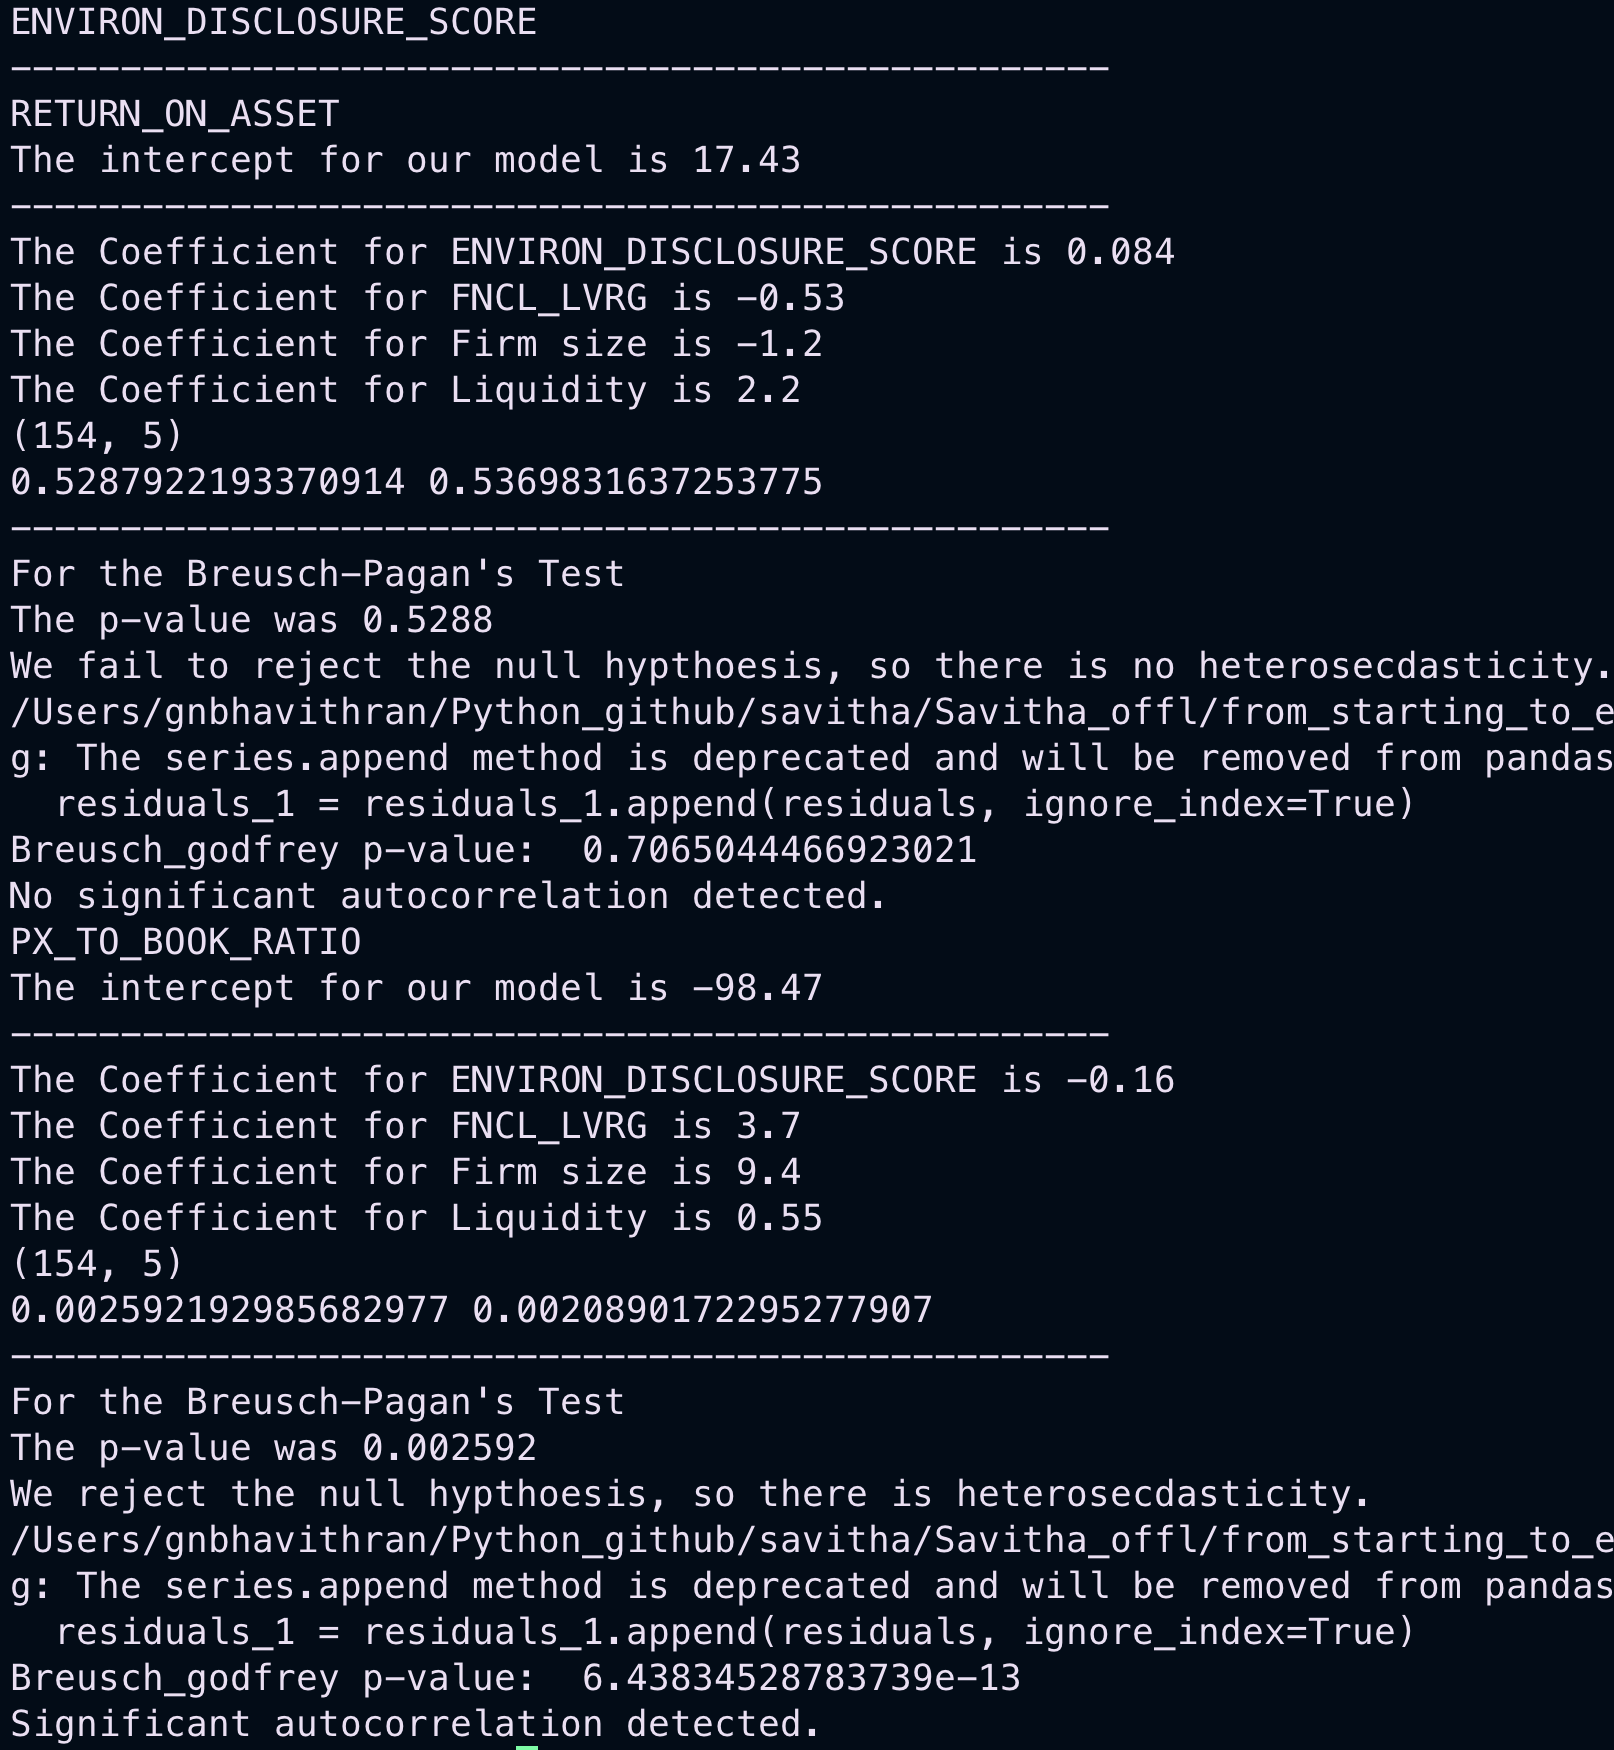 ENVIRON_DISCLOSURE_SCORE
--------------------------------------------------
RETURN_ON_ASSET
The intercept for our model is 17.43
--------------------------------------------------
The Coefficient for ENVIRON_DISCLOSURE_SCORE is 0.084
The Coefficient for FNCL_LVRG is -0.53
The Coefficient for Firm size is -1.2
The Coefficient for Liquidity is 2.2
(154, 5)
0.5287922193370914 0.5369831637253775
--------------------------------------------------
For the Breusch-Pagan's Test
The p-value was 0.5288
We fail to reject the null hypthoesis, so there is no heterosecdasticity.
/Users/gnbhavithran/Python_github/savitha/Savitha_offl/from_starting_to_e
g: The series.append method is deprecated and will be removed from pandas
  residuals_1 = residuals_1.append(residuals, ignore_index=True)
Breusch_godfrey p-value:  0.7065044466923021
No significant autocorrelation detected.
PX_TO_BOOK_RATIO
The intercept for our model is -98.47
--------------------------------------------------
The Coefficient for ENVIRON_DISCLOSURE_SCORE is -0.16
The Coefficient for FNCL_LVRG is 3.7
The Coefficient for Firm size is 9.4
The Coefficient for Liquidity is 0.55
(154, 5)
0.002592192985682977 0.0020890172295277907
--------------------------------------------------
For the Breusch-Pagan's Test
The p-value was 0.002592
We reject the null hypthoesis, so there is heterosecdasticity.
/Users/gnbhavithran/Python_github/savitha/Savitha_offl/from_starting_to_e
g: The series.append method is deprecated and will be removed from pandas
  residuals_1 = residuals_1.append(residuals, ignore_index=True)
Breusch_godfrey p-value:  6.43834528783739e-13
Significant autocorrelation detected.